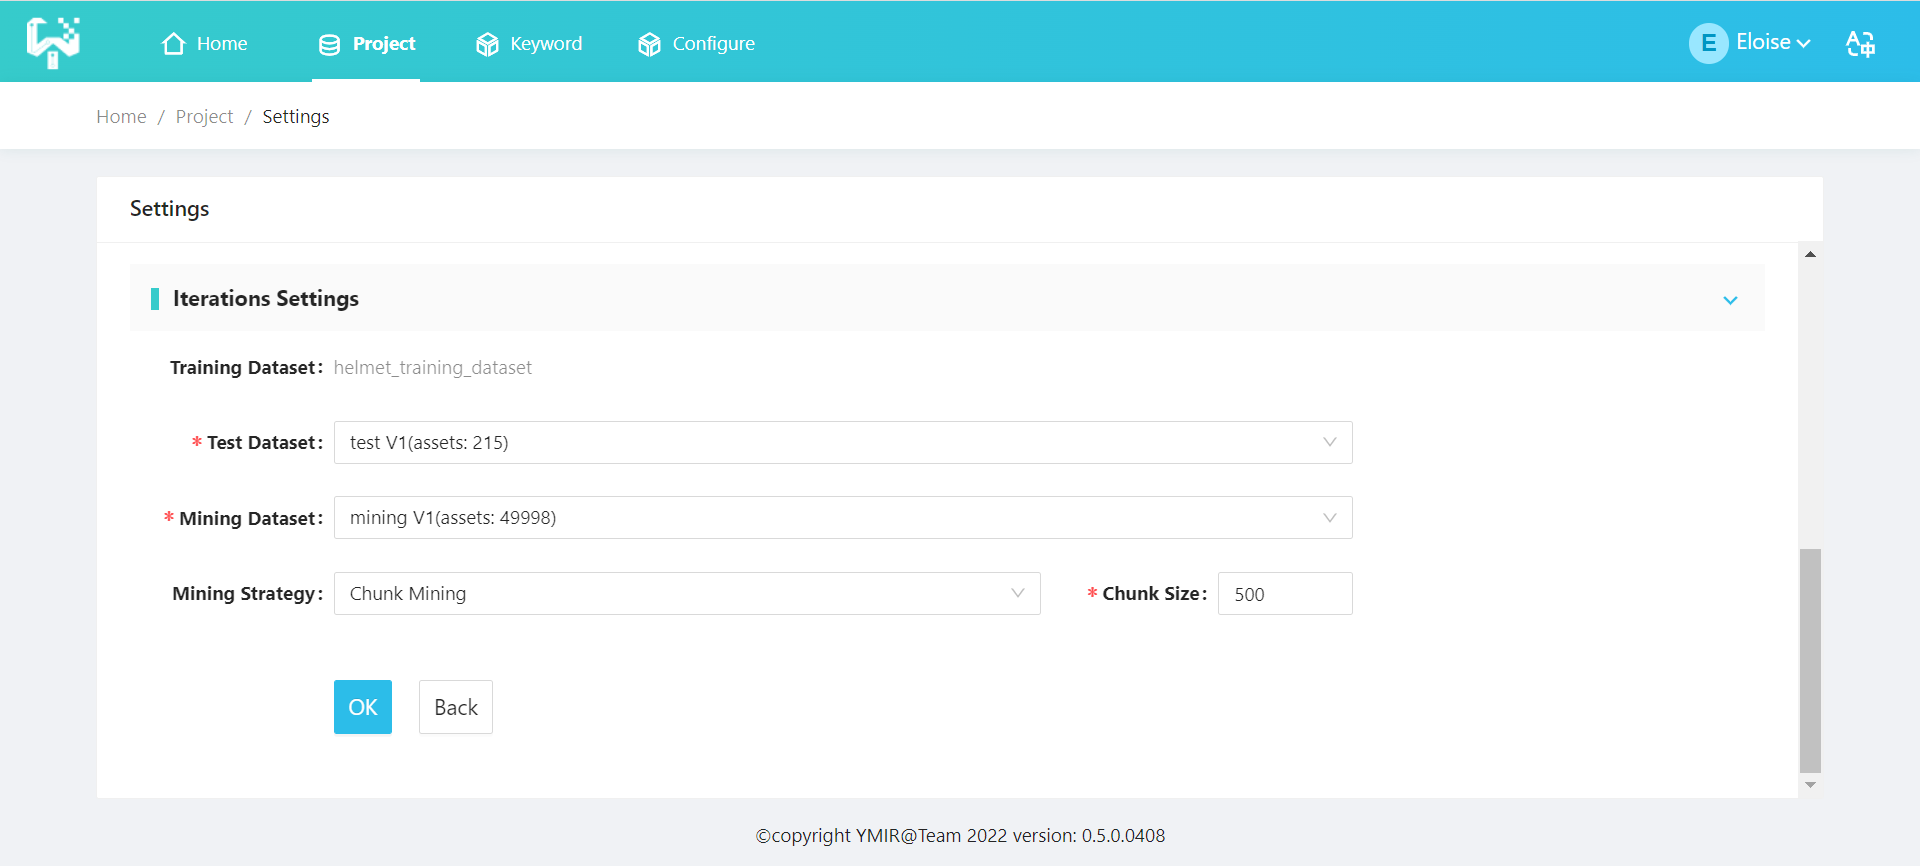 Home Project Keyword Configure E Eloise A中
Home / Project / Settings
Settings
Iterations Settings
Training Dataset: helmet_training_dataset
* Test Dataset: test V1(assets: 215)
* Mining Dataset: mining V1(assets: 49998)
Mining Strategy: Chunk Mining * Chunk Size: 500
OK Back
©copyright YMIR@Team 2022 version: 0.5.0.0408